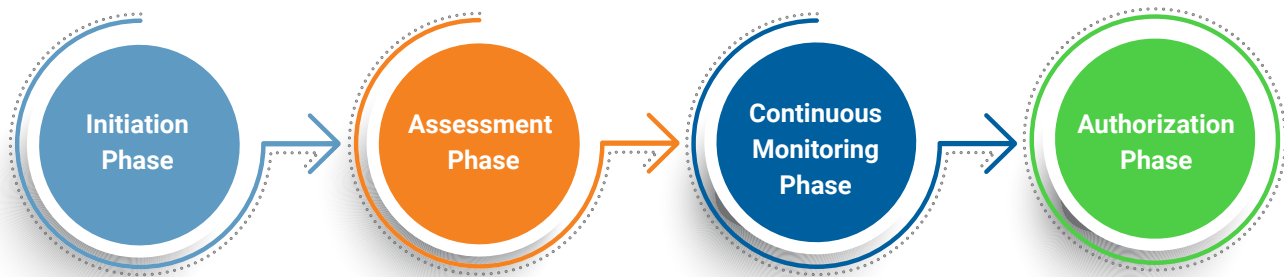 Initiation
Phase
Assessment
Phase
Continuous
Monitoring
Phase
Authorization
Phase